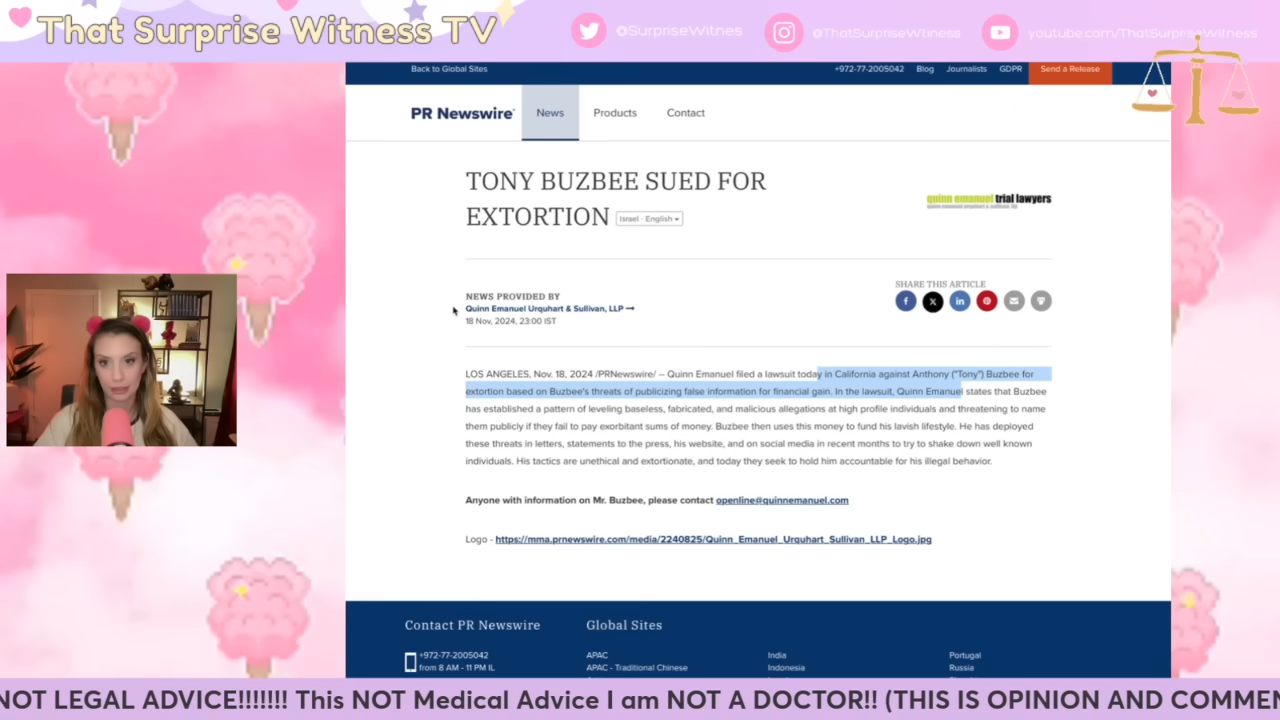 That Surprise Witness TV
@SurpriseWitnes
@ThatSurpriseWtiness
youtube.com/ThatSurpriseWitness
Back to Global Sites
+972-77-2005042
Blog
Journalists
GDPR
Send a Release
PR Newswire
News
Products
Contact
TONY BUZBEE SUED FOR
EXTORTION
Israel - English
quinn emanuel trial lawyers
quinn emanuel urquhart & sullivan, llp
NEWS PROVIDED BY
Quinn Emanuel Urquhart & Sullivan, LLP
18 Nov, 2024, 23:00 IST
SHARE THIS ARTICLE
LOS ANGELES, Nov. 18, 2024 /PRNewswire/ -- Quinn Emanuel filed a lawsuit today in California against Anthony ("Tony") Buzbee for
extortion based on Buzbee's threats of publicizing false information for financial gain. In the lawsuit, Quinn Emanuel states that Buzbee
has established a pattern of leveling baseless, fabricated, and malicious allegations at high profile individuals and threatening to name
them publicly if they fail to pay exorbitant sums of money. Buzbee then uses this money to fund his lavish lifestyle. He has deployed
these threats in letters, statements to the press, his website, and on social media in recent months to try to shake down well known
individuals. His tactics are unethical and extortionate, and today they seek to hold him accountable for his illegal behavior.
Anyone with information on Mr. Buzbee, please contact openline@quinnemanuel.com
Logo - https://mma.prnewswire.com/media/2240825/Quinn_Emanuel_Urquhart_Sullivan_LLP_Logo.jpg
Contact PR Newswire
Global Sites
+972-77-2005042
from 8 AM - 11 PM IL
APAC
APAC - Traditional Chinese
India
Indonesia
Portugal
Russia
NOT LEGAL ADVICE!!!!!!! This NOT Medical Advice I am NOT A DOCTOR!! (THIS IS OPINION AND COMMEN